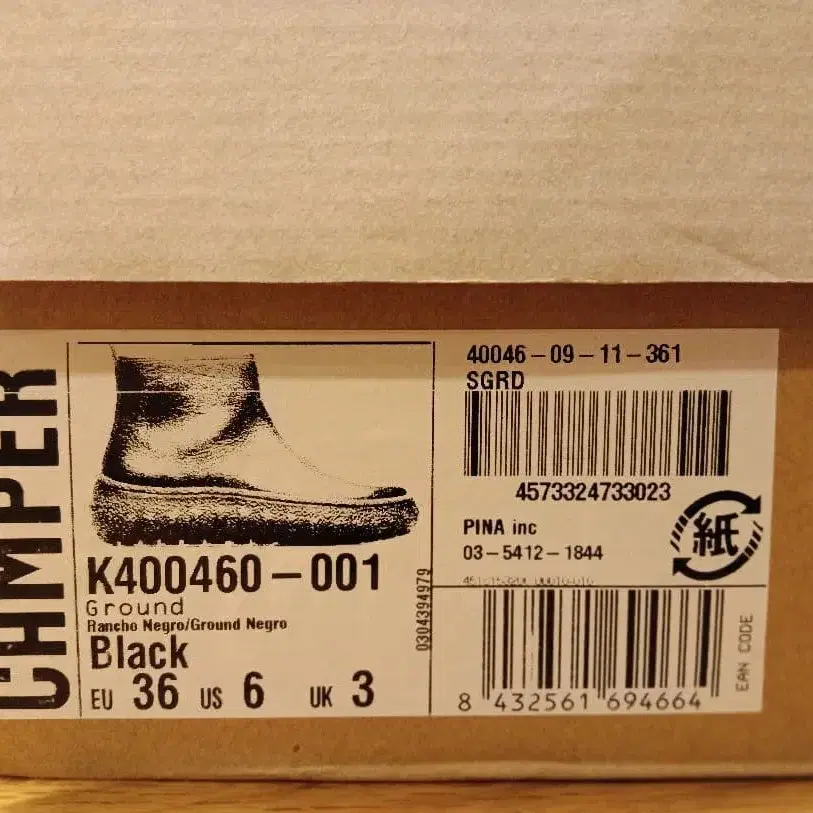 CAMPER
K400460-001
Ground
Rancho Negro/Ground Negro
Black
EU 36 US 6 UK 3
0304394979
40046-09-11-361
SGRD
4573324733023
PINA inc
03-5412-1844
紙
8 432561 694664
EAN CODE